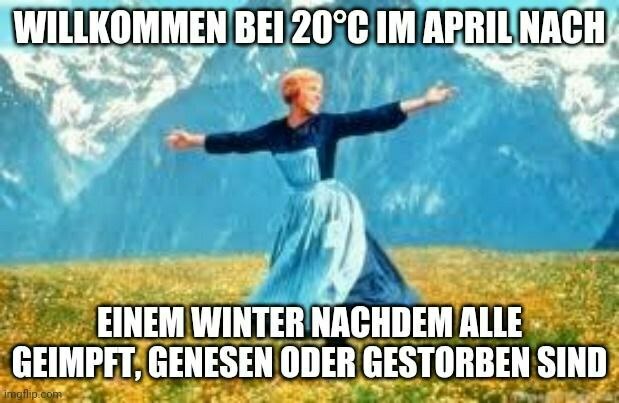 WILLKOMMEN BEI 20°C IM APRIL NACH
EINEM WINTER NACHDEM ALLE
GEIMPFT, GENESEN ODER GESTORBEN SIND
imgflip.com